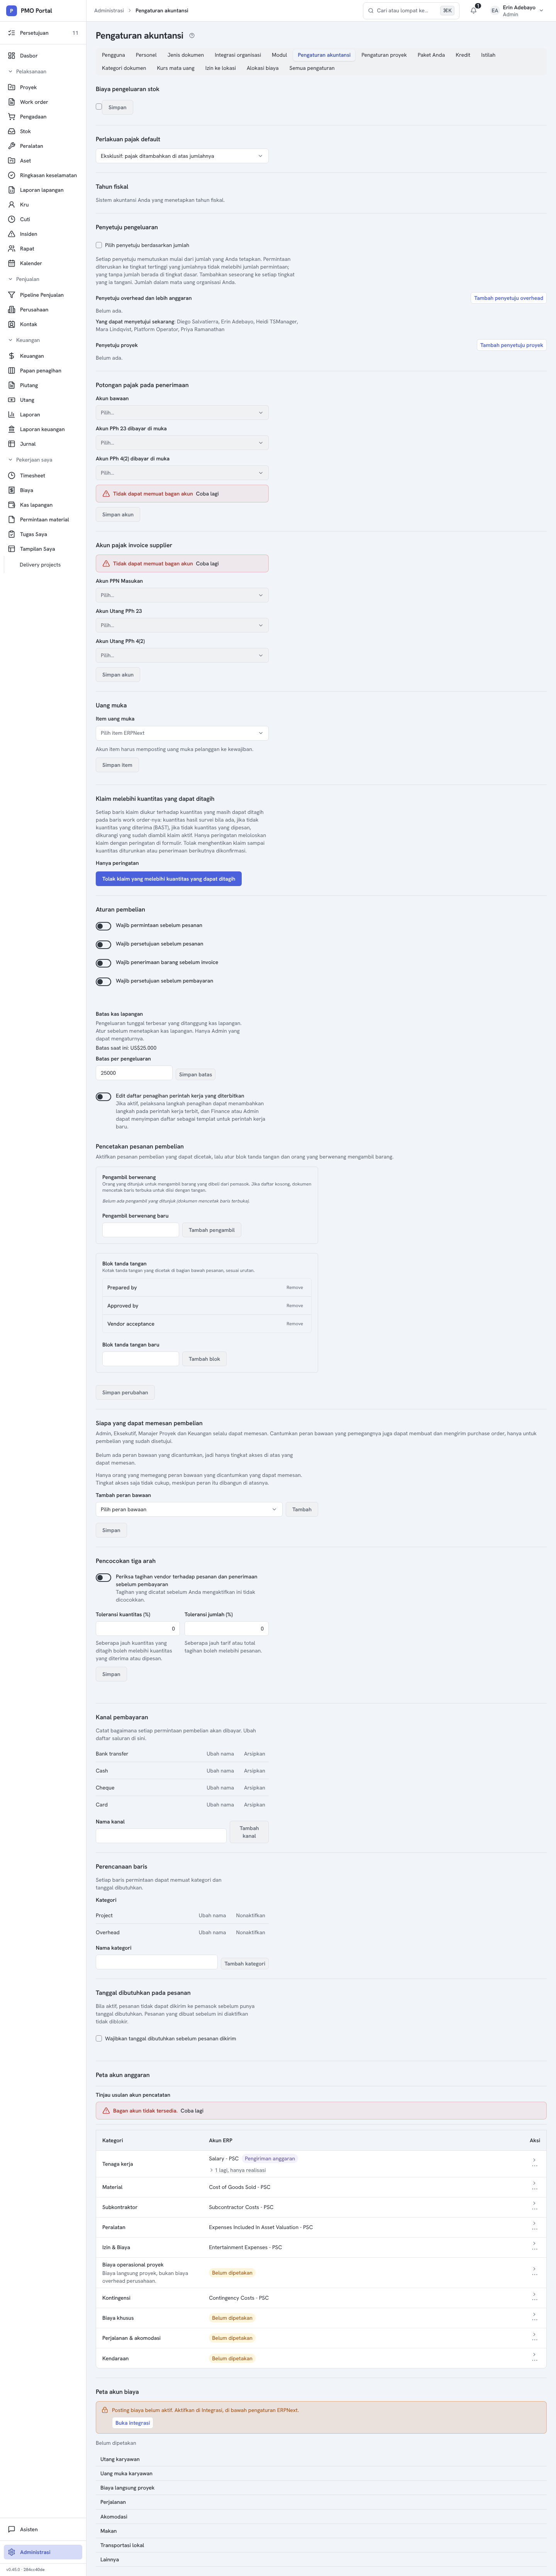 PMO Portal
Administrasi > Pengaturan akuntansi
Cari atau lompat ke...
⌘K
1
EA
Erin Adebayo
Admin
Persetujuan 11
Dasbor
Pelaksanaan
Proyek
Work order
Pengadaan
Stok
Peralatan
Aset
Ringkasan keselamatan
Laporan lapangan
Kru
Cuti
Insiden
Rapat
Kalender
Penjualan
Pipeline Penjualan
Perusahaan
Kontak
Keuangan
Keuangan
Papan penagihan
Piutang
Utang
Laporan
Laporan keuangan
Jurnal
Pekerjaan saya
Timesheet
Biaya
Kas lapangan
Permintaan material
Tugas Saya
Tampilan Saya
Delivery projects
Asisten
Administrasi
Pengaturan akuntansi
Pengguna Personel Jenis dokumen Integrasi organisasi Modul Pengaturan akuntansi Pengaturan proyek Paket Anda Kredit Istilah
Kategori dokumen Kurs mata uang Izin ke lokasi Alokasi biaya Semua pengaturan
Biaya pengeluaran stok
Simpan
Perlakuan pajak default
Eksklusif: pajak ditambahkan di atas jumlahnya
Tahun fiskal
Sistem akuntansi Anda yang menetapkan tahun fiskal.
Penyetuju pengeluaran
Pilih penyetuju berdasarkan jumlah
Setiap penyetuju memutuskan mulai dari jumlah yang Anda tetapkan. Permintaan
diteruskan ke tingkat tertinggi yang jumlahnya tidak melebihi jumlah permintaan;
yang tanpa jumlah berada di tingkat dasar. Tambahkan seseorang ke setiap tingkat
yang ia tangani. Jumlah dalam mata uang organisasi Anda.
Penyetuju overhead dan lebih anggaran
Tambah penyetuju overhead
Belum ada.
Yang dapat menyetujui sekarang: Diego Salvatierra, Erin Adebayo, Heidi TSManager,
Mara Lindqvist, Platform Operator, Priya Ramanathan
Penyetuju proyek
Tambah penyetuju proyek
Belum ada.
Potongan pajak pada penerimaan
Akun bawaan
Pilih...
Akun PPh 23 dibayar di muka
Pilih...
Akun PPh 4(2) dibayar di muka
Pilih...
Tidak dapat memuat bagan akun Coba lagi
Simpan akun
Akun pajak invoice supplier
Tidak dapat memuat bagan akun Coba lagi
Akun PPN Masukan
Pilih...
Akun Utang PPh 23
Pilih...
Akun Utang PPh 4(2)
Pilih...
Simpan akun
Uang muka
Item uang muka
Pilih item ERPNext
Akun item harus memposting uang muka pelanggan ke kewajiban.
Simpan item
Klaim melebihi kuantitas yang dapat ditagih
Setiap baris klaim diukur terhadap kuantitas yang masih dapat ditagih
pada baris work order nya: kuantitas hasil survei bila ada, jika tidak
kuantitas yang diterima (BAST), jika tidak kuantitas yang dipesan,
dikurangi yang sudah diambil klaim aktif. Hanya peringatan meloloskan
klaim dengan peringatan di formulir. Tolak menghentikan klaim sampai
kuantitas diturunkan atau penerimaan berikutnya dikonfirmasi.
Hanya peringatan
Tolak klaim yang melebihi kuantitas yang dapat ditagih
Aturan pembelian
Wajib permintaan sebelum pesanan
Wajib persetujuan sebelum pesanan
Wajib penerimaan barang sebelum invoice
Wajib persetujuan sebelum pembayaran
Batas kas lapangan
Pengeluaran tunggal terbesar yang ditanggung kas lapangan.
Atur sebelum menetapkan kas lapangan. Hanya Admin yang
dapat mengaturnya.
Batas saat ini: US$25.000
Batas per pengeluaran
25000
Simpan batas
Edit daftar penagihan perintah kerja yang diterbitkan
Jika aktif, pelaksana langkah penagihan dapat menambahkan
langkah pada perintah kerja terbit, dan Finance atau Admin
dapat menyimpan daftar sebagai templat untuk perintah kerja
baru.
Pencetakan pesanan pembelian
Aktifkan pesanan pembelian yang dapat dicetak, lalu atur blok tanda tangan dan orang yang berwenang mengambil barang.
Pengambil berwenang
Orang yang ditunjuk untuk mengambil barang yang dibeli dari pemasok. Jika daftar kosong, dokumen
mencetak baris terbuka untuk diisi dengan tangan.
Belum ada pengambil yang ditunjuk (dokumen mencetak baris terbuka).
Pengambil berwenang baru
Tambah pengambil
Blok tanda tangan
Kotak tanda tangan yang dicetak di bagian bawah pesanan, sesuai urutan.
Prepared by Remove
Approved by Remove
Vendor acceptance Remove
Blok tanda tangan baru
Tambah blok
Simpan perubahan
Siapa yang dapat memesan pembelian
Admin, Eksekutif, Manajer Proyek dan Keuangan selalu dapat memesan. Cantumkan peran bawaan yang pemegangnya juga dapat membuat dan mengirim purchase order, hanya untuk
pembelian yang sudah disetujui.
Belum ada peran bawaan yang dicantumkan, jadi hanya tingkat akses di atas yang
dapat memesan.
Hanya orang yang memegang peran bawaan yang dicantumkan yang dapat memesan.
Tingkat akses saja tidak cukup, meskipun peran itu dibangun di atasnya.
Tambah peran bawaan
Pilih peran bawaan
Tambah
Simpan
Pencocokan tiga arah
Periksa tagihan vendor terhadap pesanan dan penerimaan
sebelum pembayaran
Tagihan yang dicatat sebelum Anda mengaktifkan ini tidak
dicocokkan.
Toleransi kuantitas (%) Toleransi jumlah (%)
0 0
Seberapa jauh kuantitas yang
ditagih boleh melebihi kuantitas
yang diterima atau dipesan.
Seberapa jauh tarif atau total
tagihan boleh melebihi pesanan.
Simpan
Kanal pembayaran
Catat bagaimana setiap permintaan pembelian akan dibayar. Ubah
daftar saluran di sini.
Bank transfer Ubah nama Arsipkan
Cash Ubah nama Arsipkan
Cheque Ubah nama Arsipkan
Card Ubah nama Arsipkan
Nama kanal
Tambah
kanal
Perencanaan baris
Setiap baris permintaan dapat memuat kategori dan
tanggal dibutuhkan.
Kategori
Project Ubah nama Nonaktifkan
Overhead Ubah nama Nonaktifkan
Nama kategori
Tambah kategori
Tanggal dibutuhkan pada pesanan
Bila aktif, pesanan tidak dapat dikirim ke pemasok sebelum punya
tanggal dibutuhkan. Pesanan yang dibuat sebelum ini diaktifkan
tidak diblokir.
Wajibkan tanggal dibutuhkan sebelum pesanan dikirim
Peta akun anggaran
Tinjau usulan akun pencatatan
Bagan akun tidak tersedia. Coba lagi
Kategori Akun ERP Aksi
Tenaga kerja Salary - PSC Pengiriman anggaran
1 lagi, hanya realisasi
Material Cost of Goods Sold - PSC
Subkontraktor Subcontractor Costs - PSC
Peralatan Expenses Included In Asset Valuation - PSC
Izin & Biaya Entertainment Expenses - PSC
Biaya operasional proyek
Biaya langsung proyek, bukan biaya
overhead perusahaan.
Belum dipetakan
Kontingensi Contingency Costs - PSC
Biaya khusus Belum dipetakan
Perjalanan & akomodasi Belum dipetakan
Kendaraan Belum dipetakan
Peta akun biaya
Posting biaya belum aktif. Aktifkan di Integrasi, di bawah pengaturan ERPNext.
Buka integrasi
Belum dipetakan
Utang karyawan
Uang muka karyawan
Biaya langsung proyek
Perjalanan
Akomodasi
Makan
Transportasi lokal
Lainnya